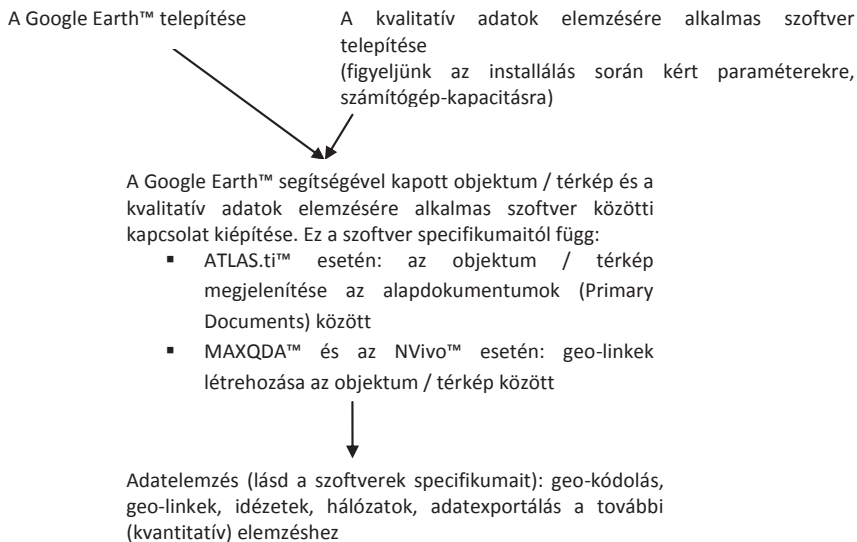 A Google Earth™ telepítése
A kvalitatív adatok elemzésére alkalmas szoftver
telepítése
(figyeljünk az installálás során kért paraméterekre,
számítógép-kapacitásra)
A Google Earth™ segítségével kapott objektum / térkép és a
kvalitatív adatok elemzésére alkalmas szoftver közötti
kapcsolat kiépítése. Ez a szoftver specifikumaitól függ:
▪ ATLAS.ti™ esetén: az objektum / térkép
megjelenítése az alapdokumentumok (Primary
Documents) között
▪ MAXQDA™ és az NVivo™ esetén: geo-linkek
létrehozása az objektum / térkép között
Adatelemzés (lásd a szoftverek specifikumait): geo-kódolás,
geo-linkek, idézetek, hálózatok, adatexportálás a további
(kvantitatív) elemzéshez